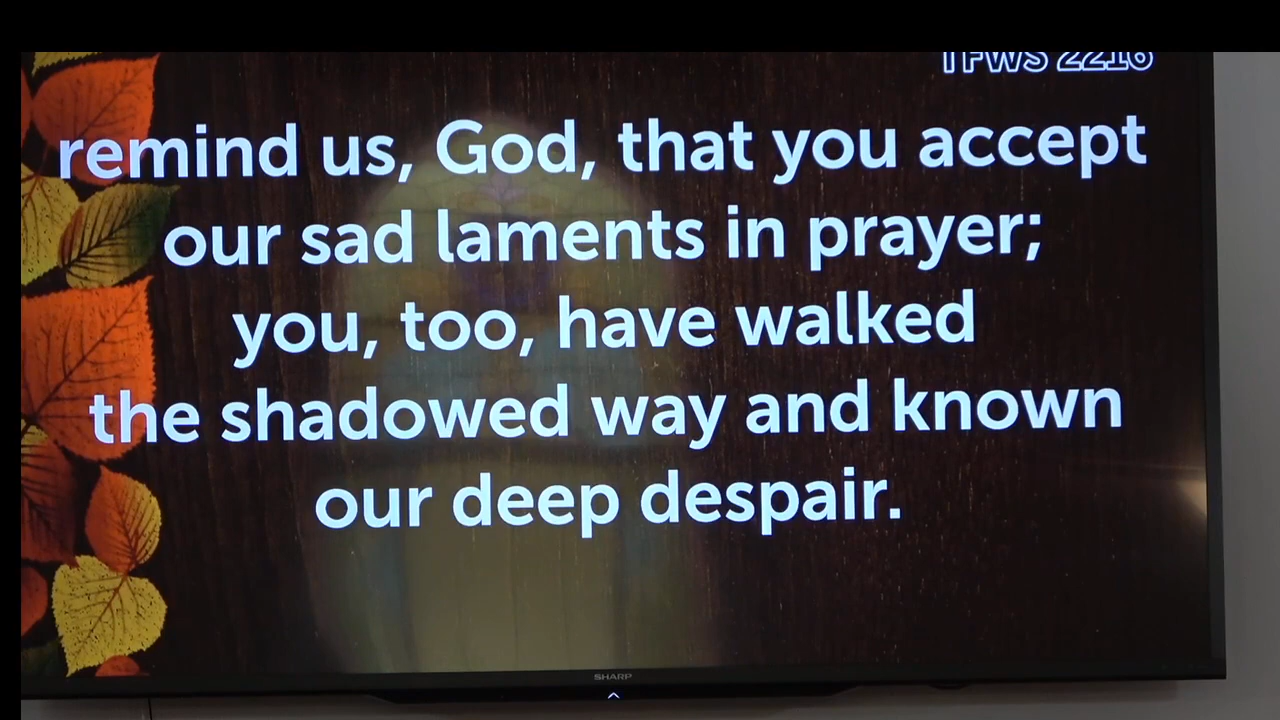 TFWS 2216
remind us, God, that you accept
our sad laments in prayer;
you, too, have walked
the shadowed way and known
our deep despair.
SHARP